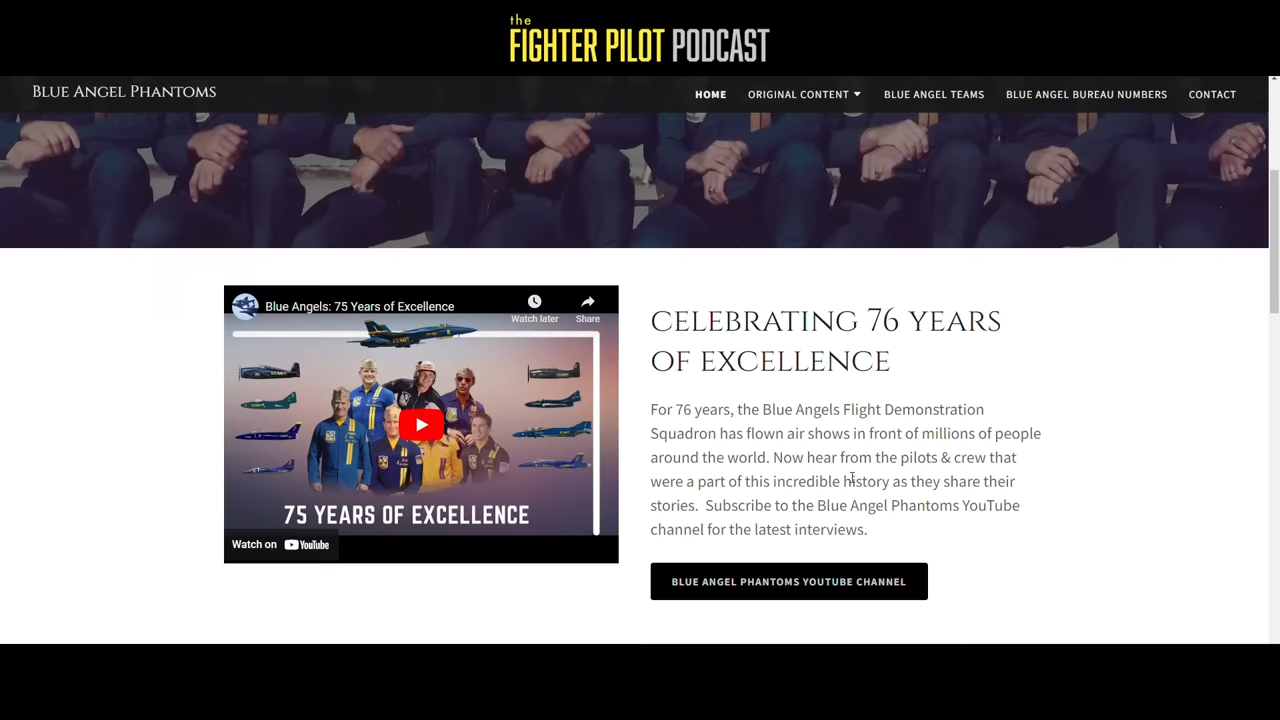 the
FIGHTER PILOT PODCAST
BLUE ANGEL PHANTOMS
HOME ORIGINAL CONTENT BLUE ANGEL TEAMS BLUE ANGEL BUREAU NUMBERS CONTACT
Blue Angels: 75 Years of Excellence
Watch later Share
75 YEARS OF EXCELLENCE
Watch on YouTube
CELEBRATING 76 YEARS
OF EXCELLENCE
For 76 years, the Blue Angels Flight Demonstration
Squadron has flown air shows in front of millions of people
around the world. Now hear from the pilots & crew that
were a part of this incredible history as they share their
stories.  Subscribe to the Blue Angel Phantoms YouTube
channel for the latest interviews.
BLUE ANGEL PHANTOMS YOUTUBE CHANNEL